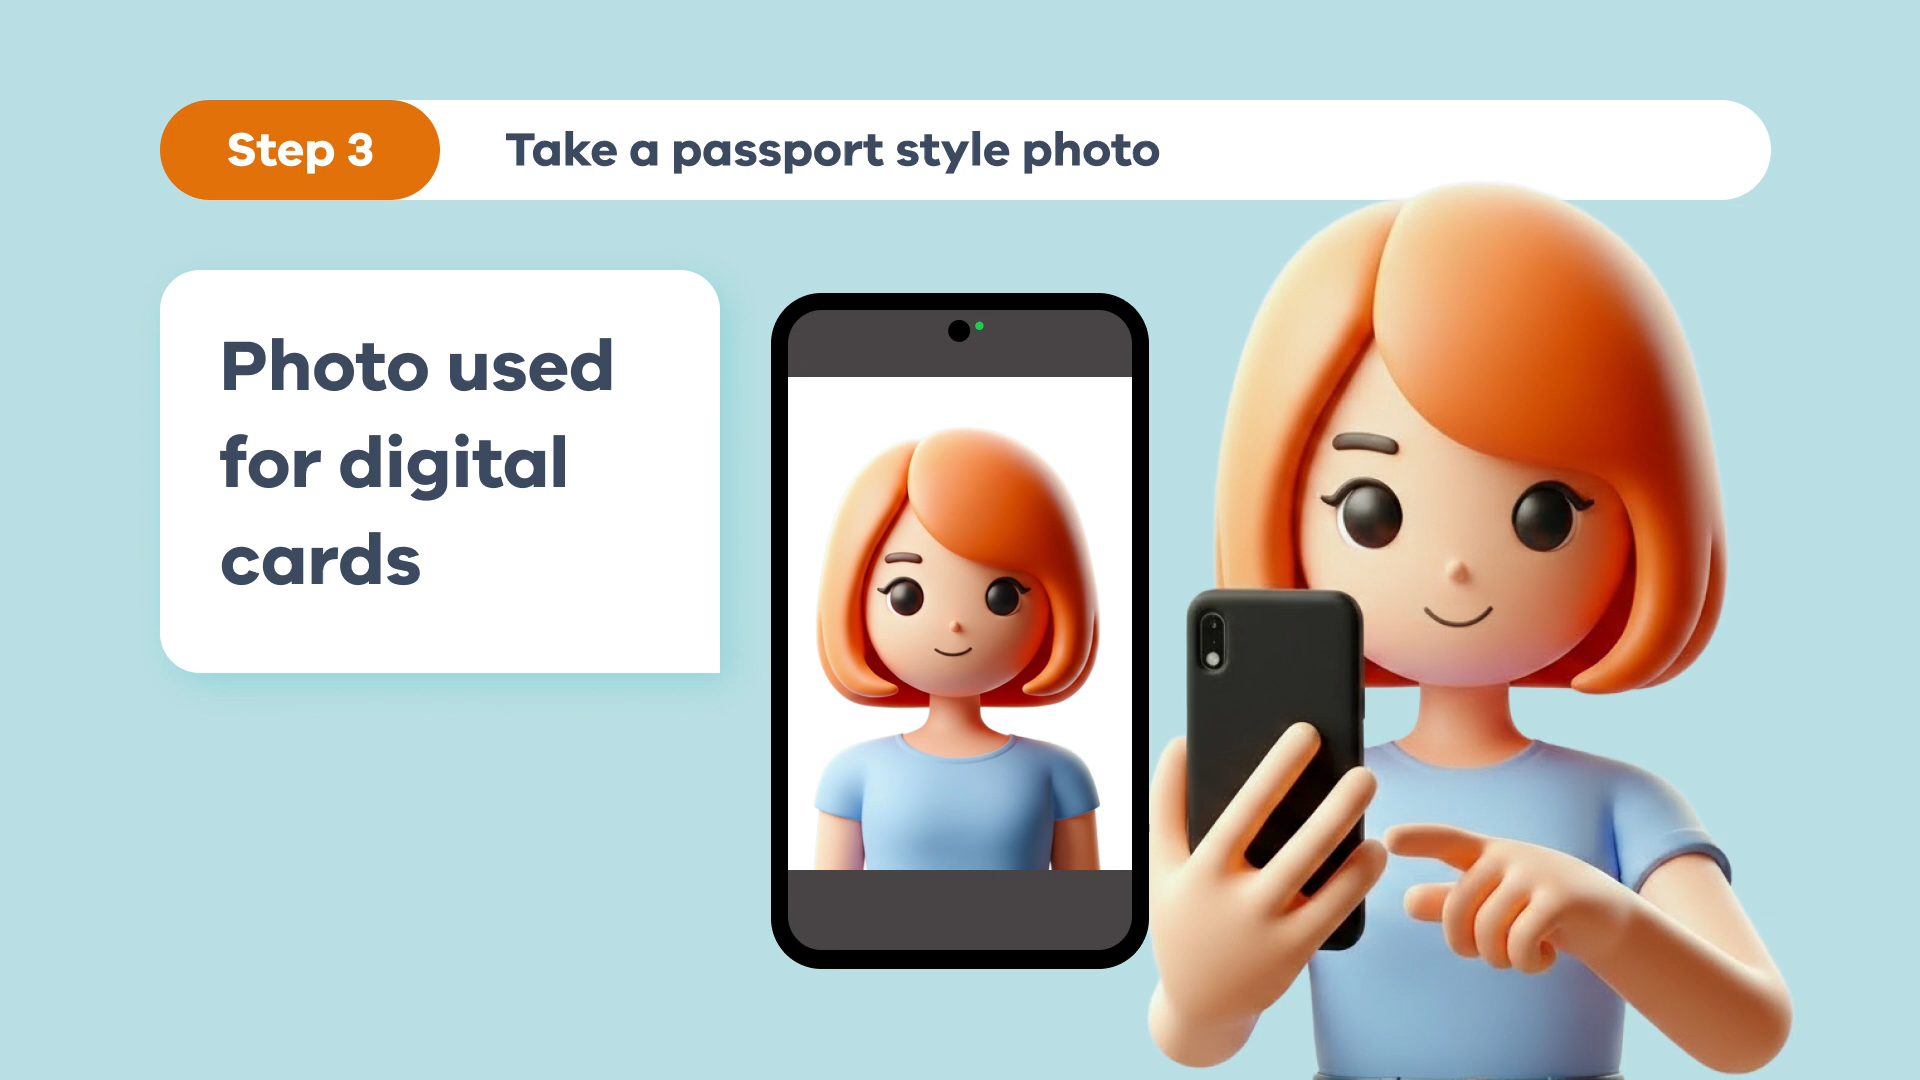 Step 3
Take a passport style photo
Photo used
for digital
cards